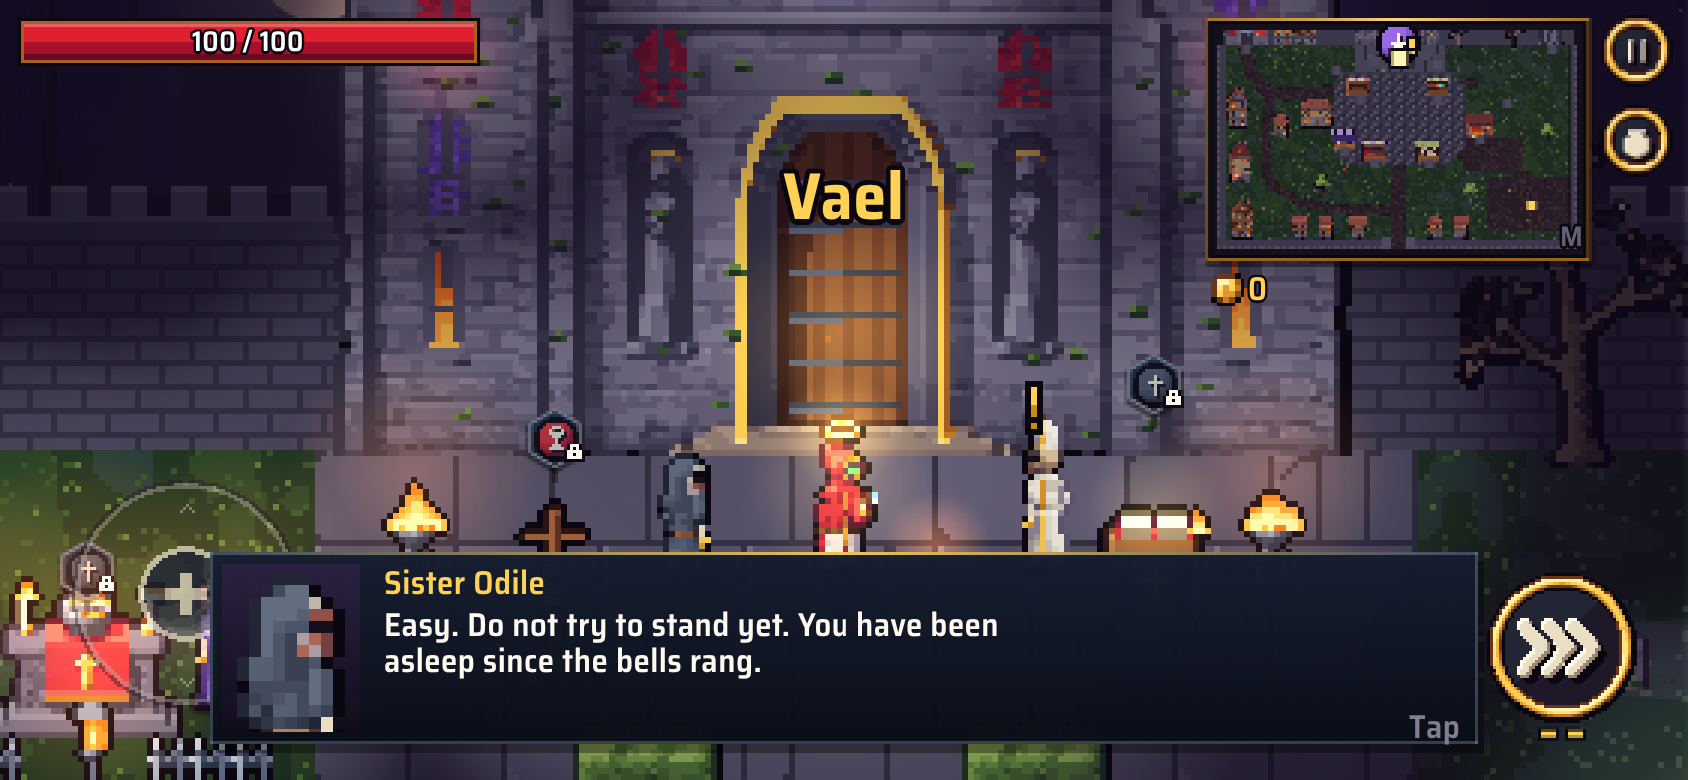 100 / 100
Vael
M
0
Sister Odile
Easy. Do not try to stand yet. You have been
asleep since the bells rang.
Tap